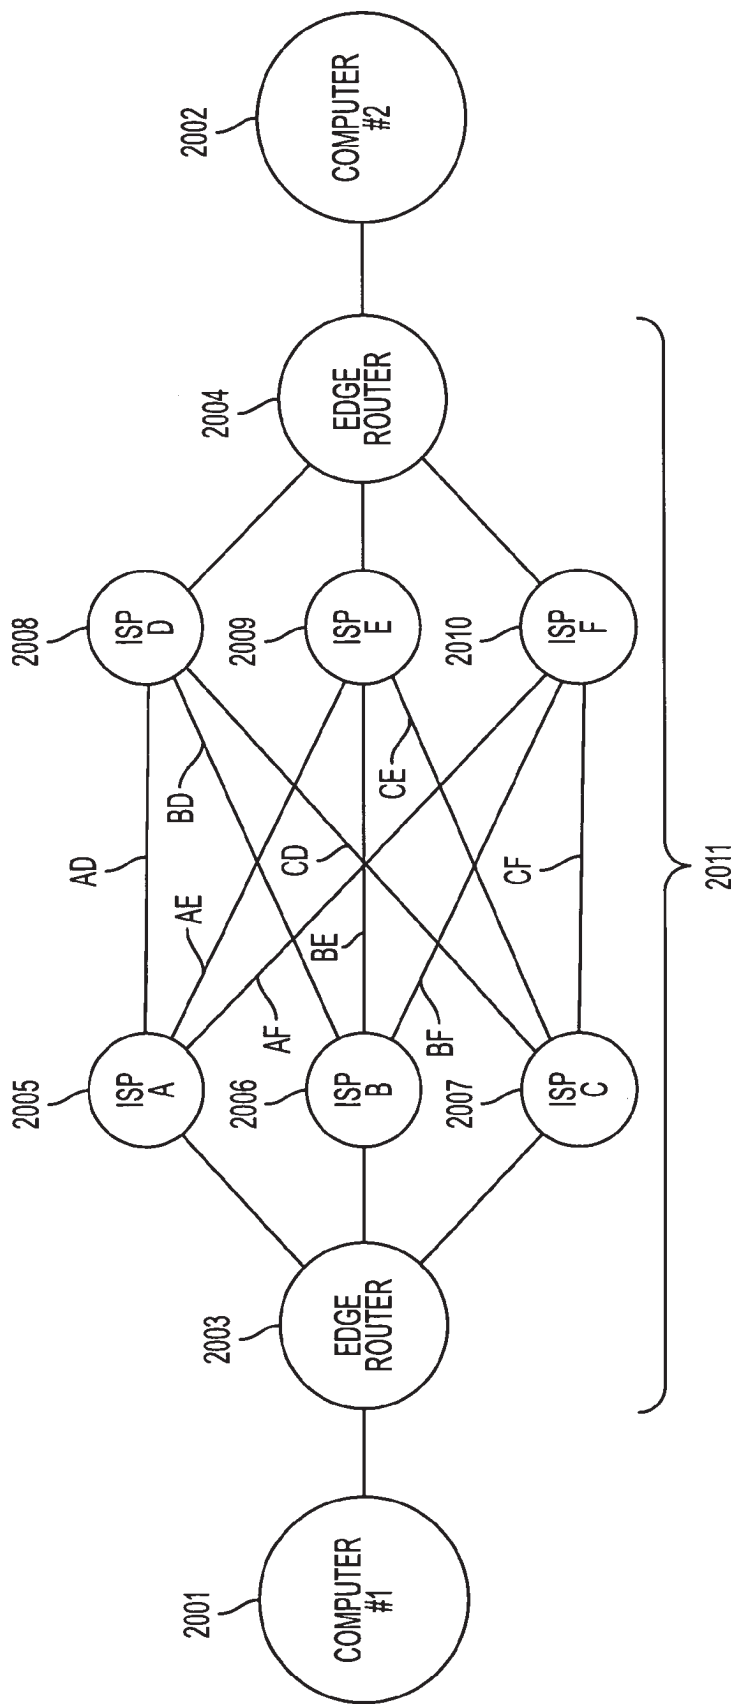 2001
COMPUTER
#1
2003
EDGE
ROUTER
2005
ISP
A
2006
ISP
B
2007
ISP
C
AD
AE
BD
AF
CD
BE
CE
BF
CF
2008
ISP
D
2009
ISP
E
2010
ISP
F
2004
EDGE
ROUTER
2002
COMPUTER
#2
2011